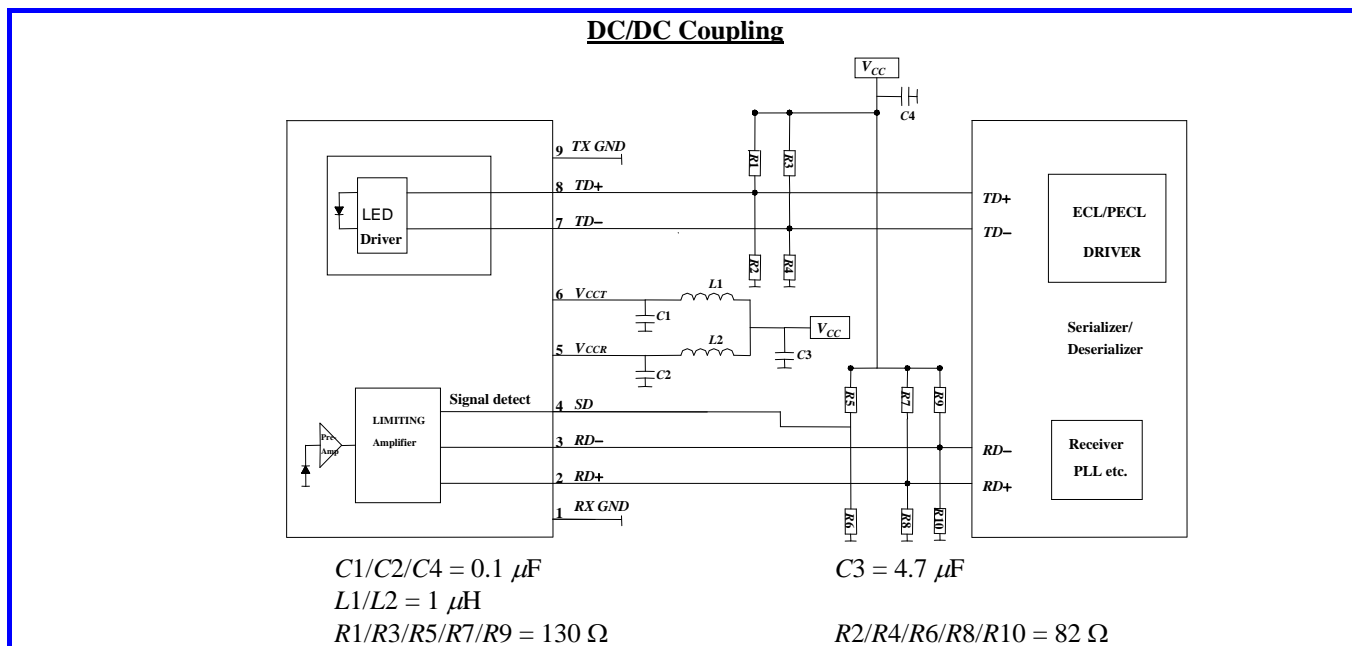 DC/DC Coupling
VCC
C4
9 TX GND
R1
R3
8 TD+
TD+
LED
Driver
7 TD−
TD−
ECL/PECL
DRIVER
R2
R4
6 VCCT
L1
C1
VCC
Serializer/
Deserializer
5 VCCR
L2
C3
C2
R5
R7
R9
Signal detect
4 SD
LIMITING
Amplifier
Pre-
Amp
3 RD−
RD−
Receiver
PLL etc.
2 RD+
RD+
1 RX GND
R6
R8
R10
C1/C2/C4 = 0.1 μF
C3 = 4.7 μF
L1/L2 = 1 μH
R1/R3/R5/R7/R9 = 130 Ω
R2/R4/R6/R8/R10 = 82 Ω